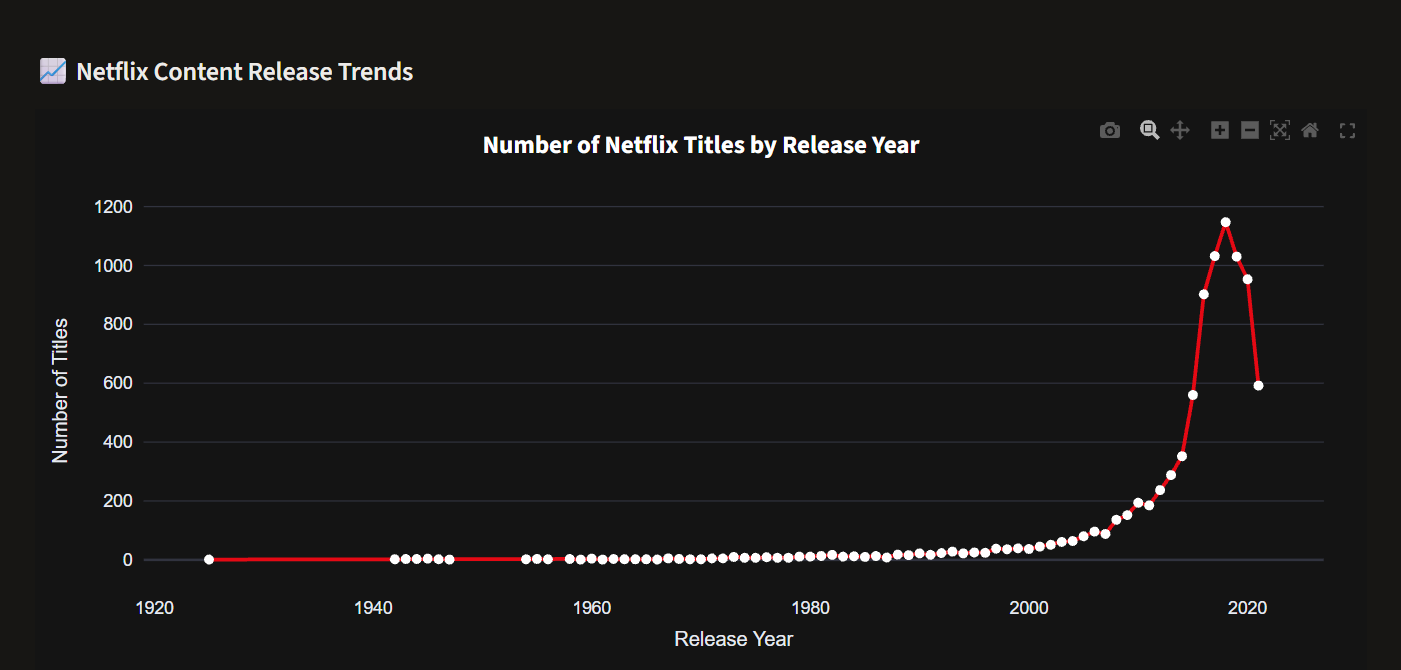 Netflix Content Release Trends
Number of Netflix Titles by Release Year
1200
1000
800
600
400
200
0
Number of Titles
1920 1940 1960 1980 2000 2020
Release Year